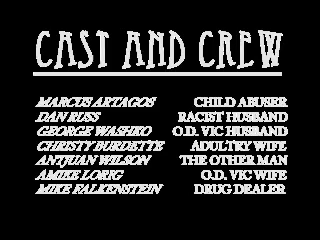 CAST AND CREW
MARCUS ARTAGOS CHILD ABUSER
DAN RUSS RACIST HUSBAND
GEORGE WASHKO O.D. VIC HUSBAND
CHRISTY BURDETTE ADULTRY WIFE
ANTJUAN WILSON THE OTHER MAN
AMIKE LORIG O.D. VIC WIFE
MIKE FALKENSTEIN DRUG DEALER